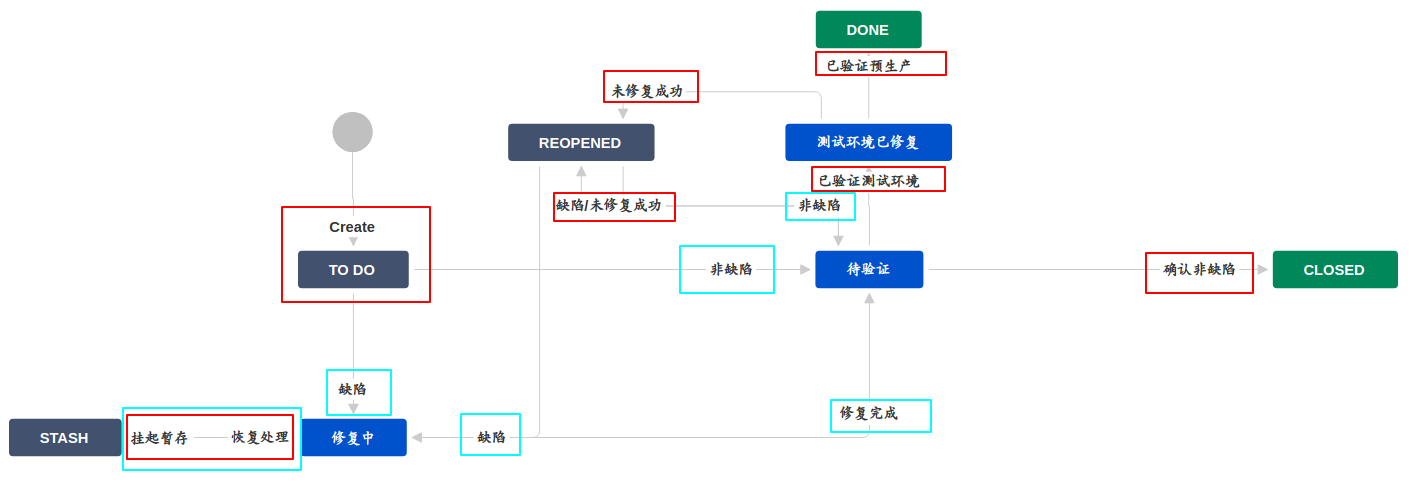 DONE
已验证预生产
未修复成功
REOPENED
测试环境已修复
已验证测试环境
缺陷/未修复成功
非缺陷
Create
TO DO
非缺陷
待验证
确认非缺陷
CLOSED
缺陷
修复完成
STASH
挂起暂存
恢复处理
修复中
缺陷